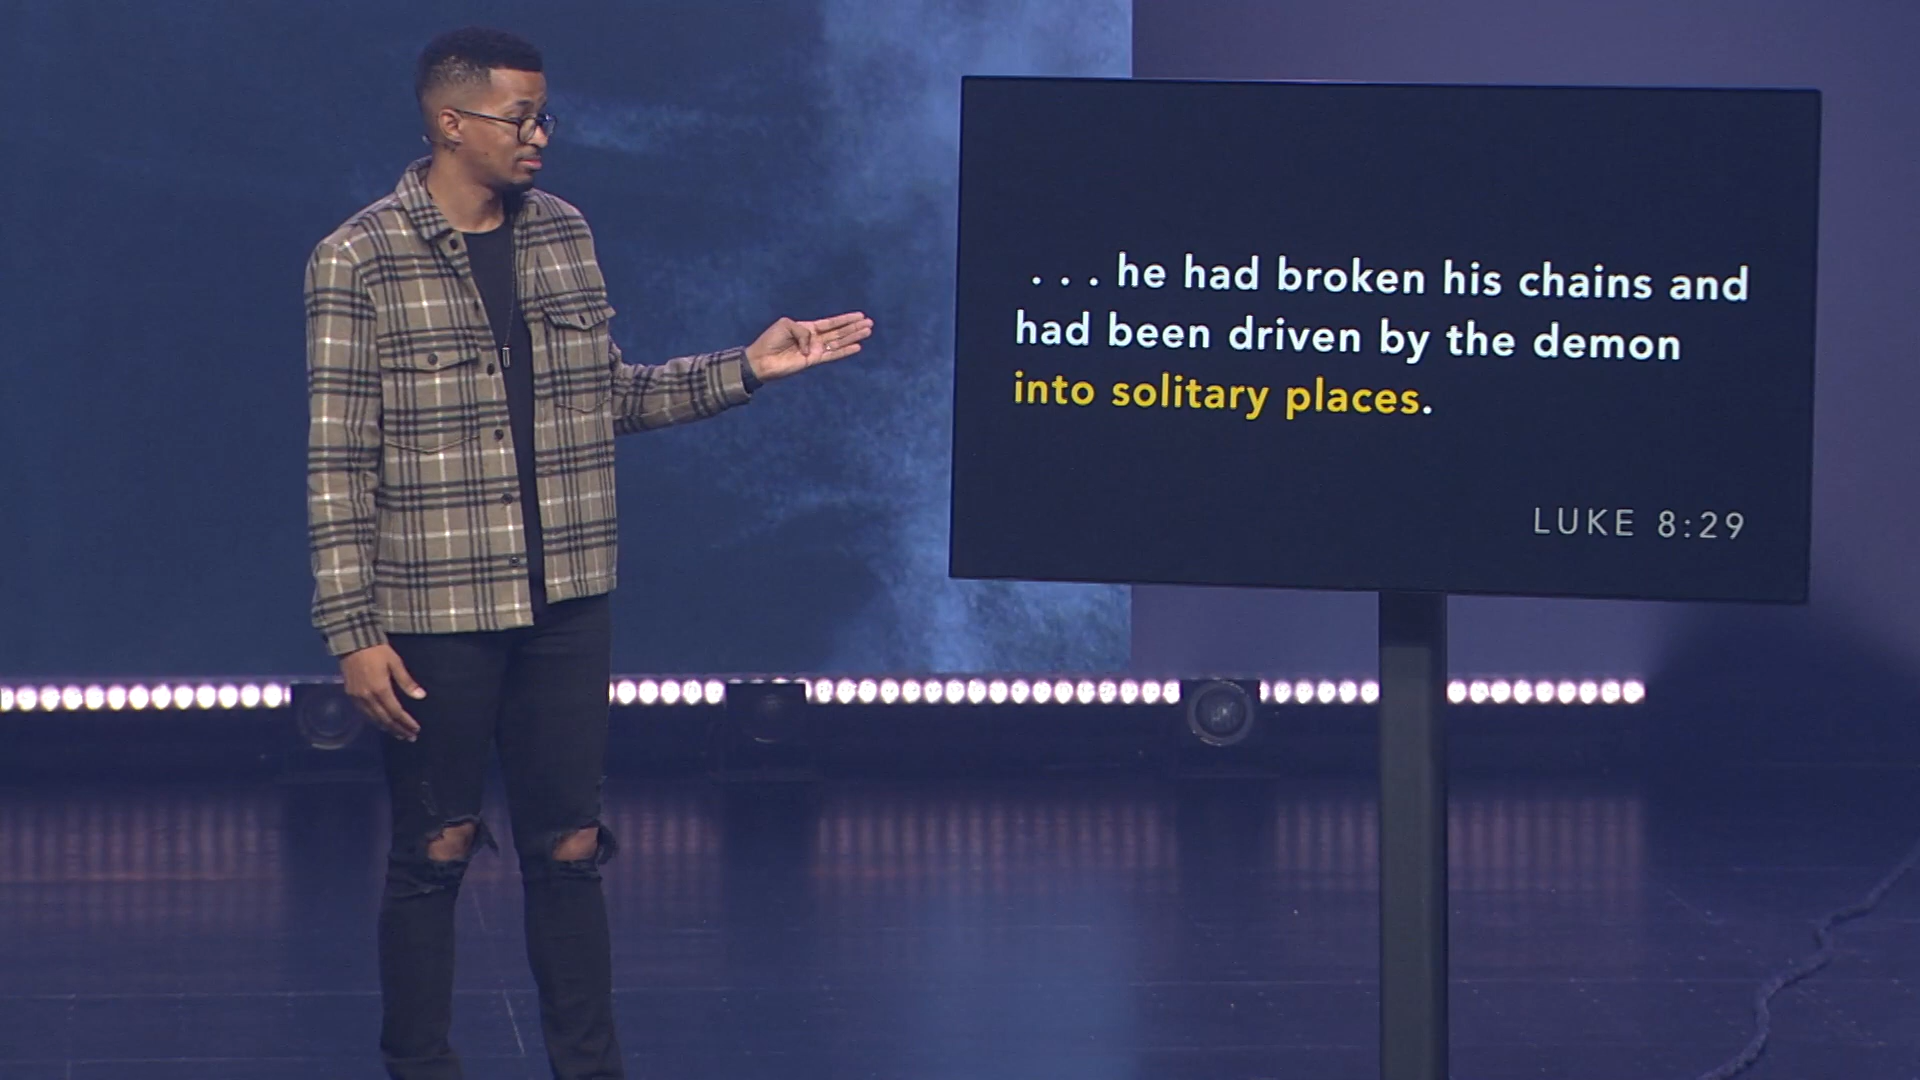 . . . he had broken his chains and
had been driven by the demon
into solitary places.
LUKE 8:29